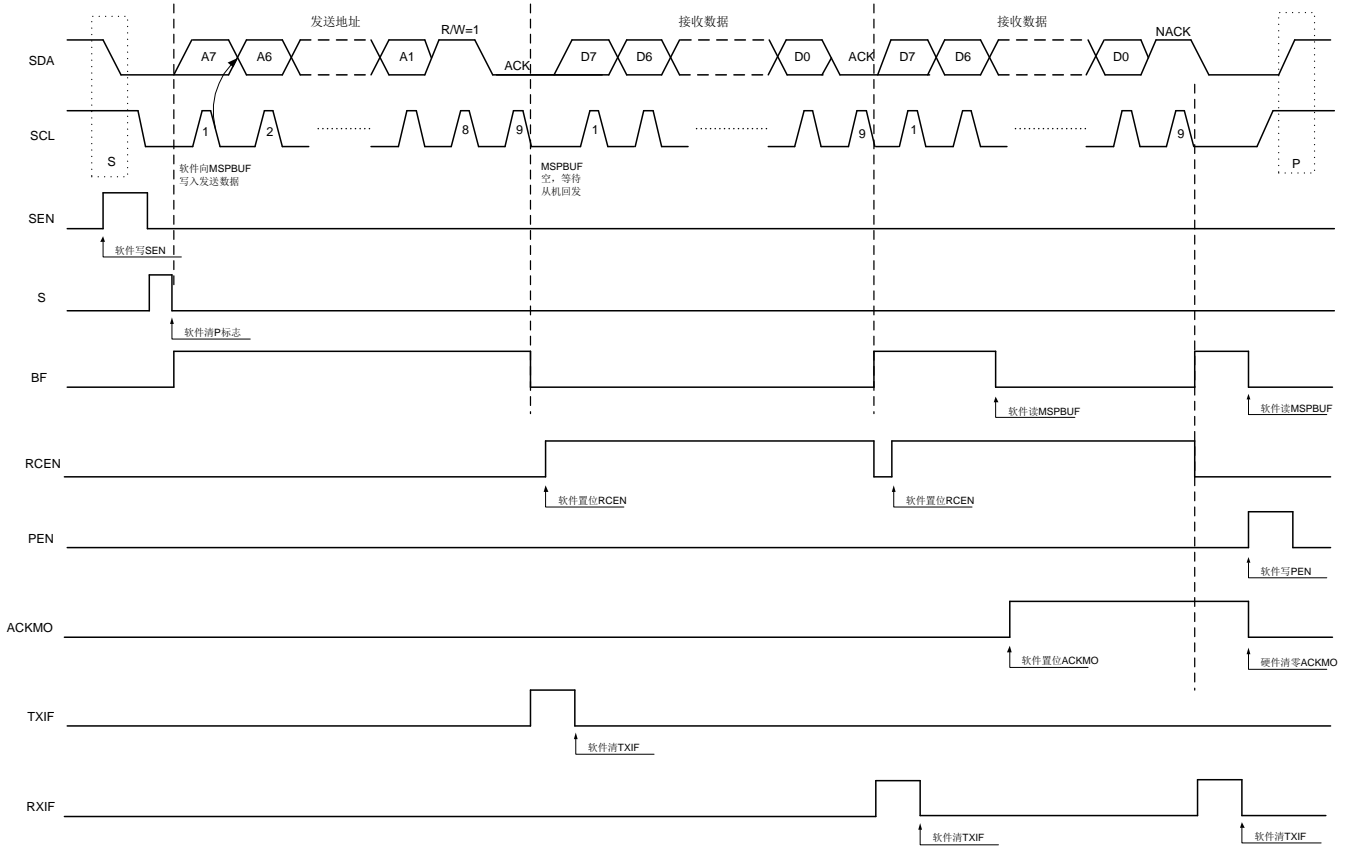 发送地址
接收数据
接收数据
R/W=1
NACK
SDA
A7
A6
A1
ACK
D7
D6
D0
ACK
D7
D6
D0
SCL
1
2
8
9
1
9
1
9
S
P
软件向MSPBUF
写入发送数据
MSPBUF
空，等待
从机回发
SEN
软件写SEN
S
软件清P标志
BF
软件读MSPBUF
软件读MSPBUF
RCEN
软件置位RCEN
软件置位RCEN
PEN
软件写PEN
ACKMO
软件置位ACKMO
硬件清零ACKMO
TXIF
软件清TXIF
RXIF
软件清TXIF
软件清TXIF